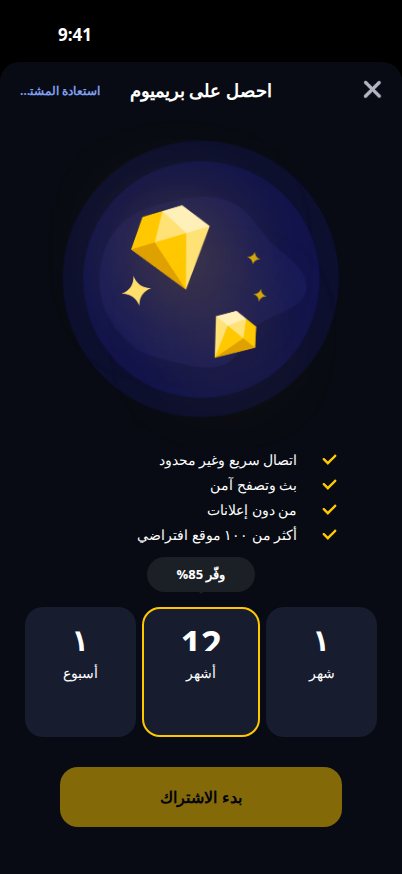 9:41
احصل على بريميوم
استعادة المشتـ...
اتصال سريع وغير محدود
بث وتصفح آمن
من دون إعلانات
أكثر من ١٠٠ موقع افتراضي
وفّر 85%
١
شهر
12
أشهر
١
أسبوع
بدء الاشتراك